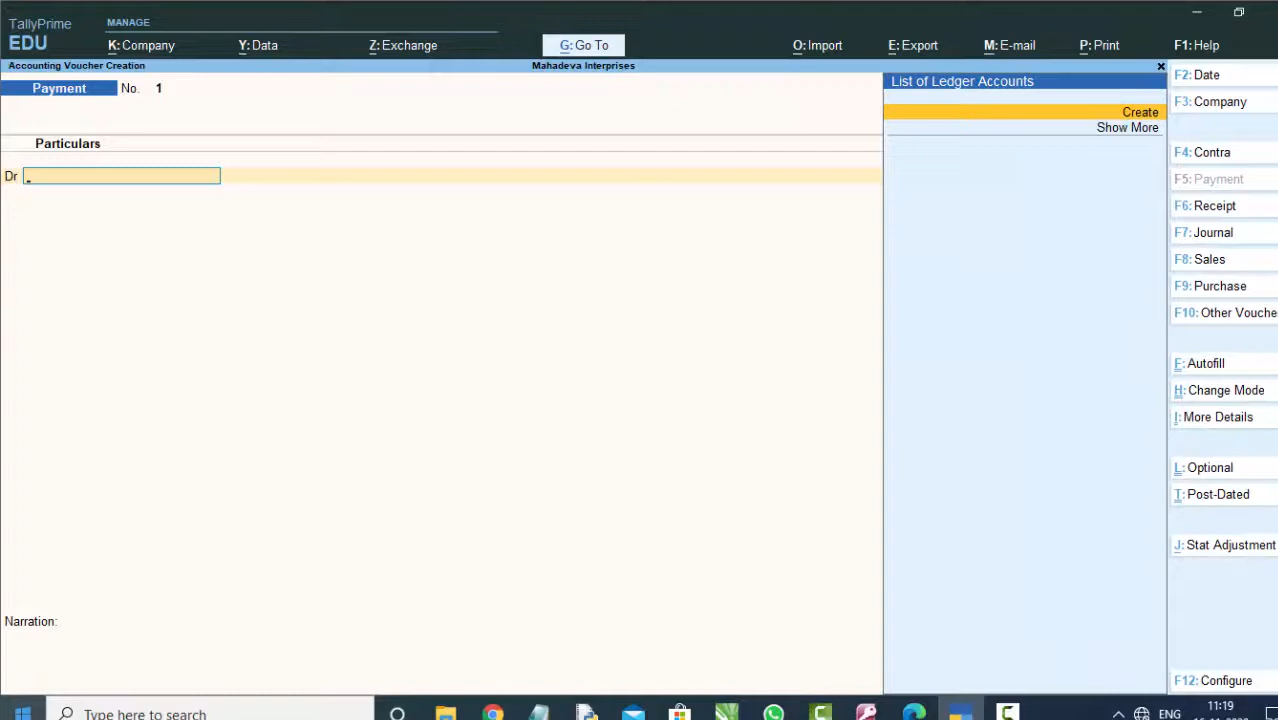 TallyPrime
EDU
MANAGE
K: Company
Y: Data
Z: Exchange
G: Go To
O: Import
E: Export
M: E-mail
P: Print
F1: Help
Accounting Voucher Creation
Mahadeva Interprises
Payment No. 1
Particulars
Dr
Narration:
List of Ledger Accounts
Create
Show More
F2: Date
F3: Company
F4: Contra
F5: Payment
F6: Receipt
F7: Journal
F8: Sales
F9: Purchase
F10: Other Vouche
F: Autofill
H: Change Mode
I: More Details
L: Optional
T: Post-Dated
J: Stat Adjustment
F12: Configure
Type here to search
ENG
11:19